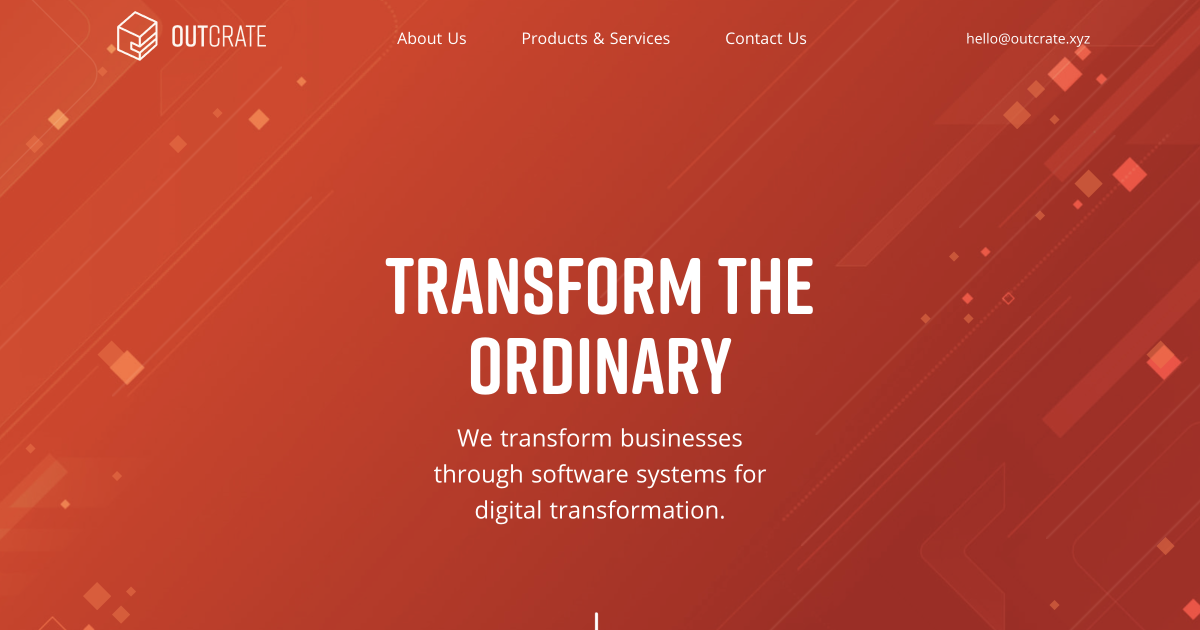 OUTCRATE
About Us
Products & Services
Contact Us
hello@outcrate.xyz
TRANSFORM THE
ORDINARY
We transform businesses
through software systems for
digital transformation.